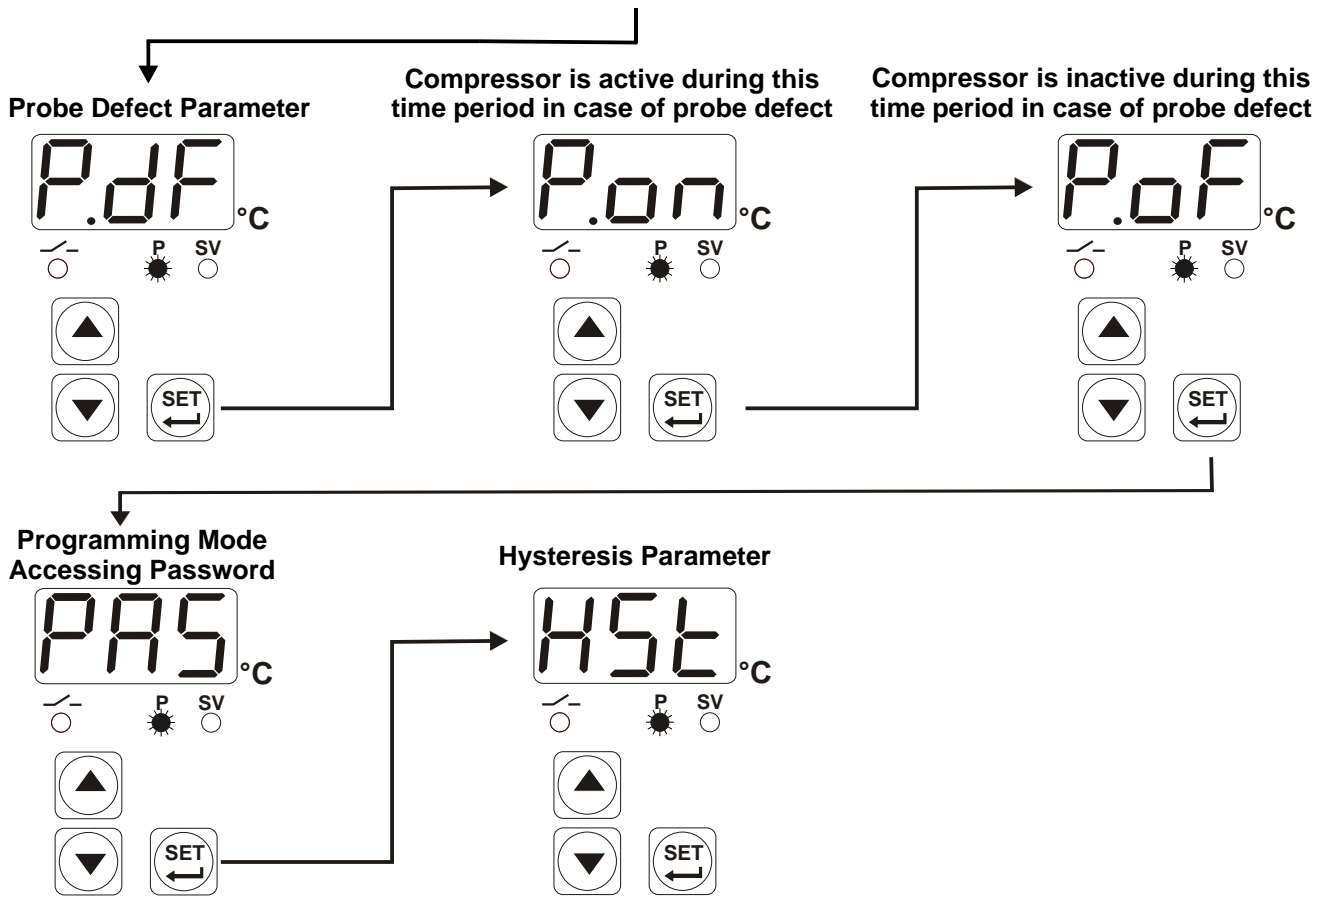 Probe Defect Parameter
P.dF
°C
P
SV
SET
Compressor is active during this
time period in case of probe defect
P.on
°C
P
SV
SET
Compressor is inactive during this
time period in case of probe defect
P.oF
°C
P
SV
SET
Programming Mode
Accessing Password
PAS
°C
P
SV
SET
Hysteresis Parameter
HSt
°C
P
SV
SET